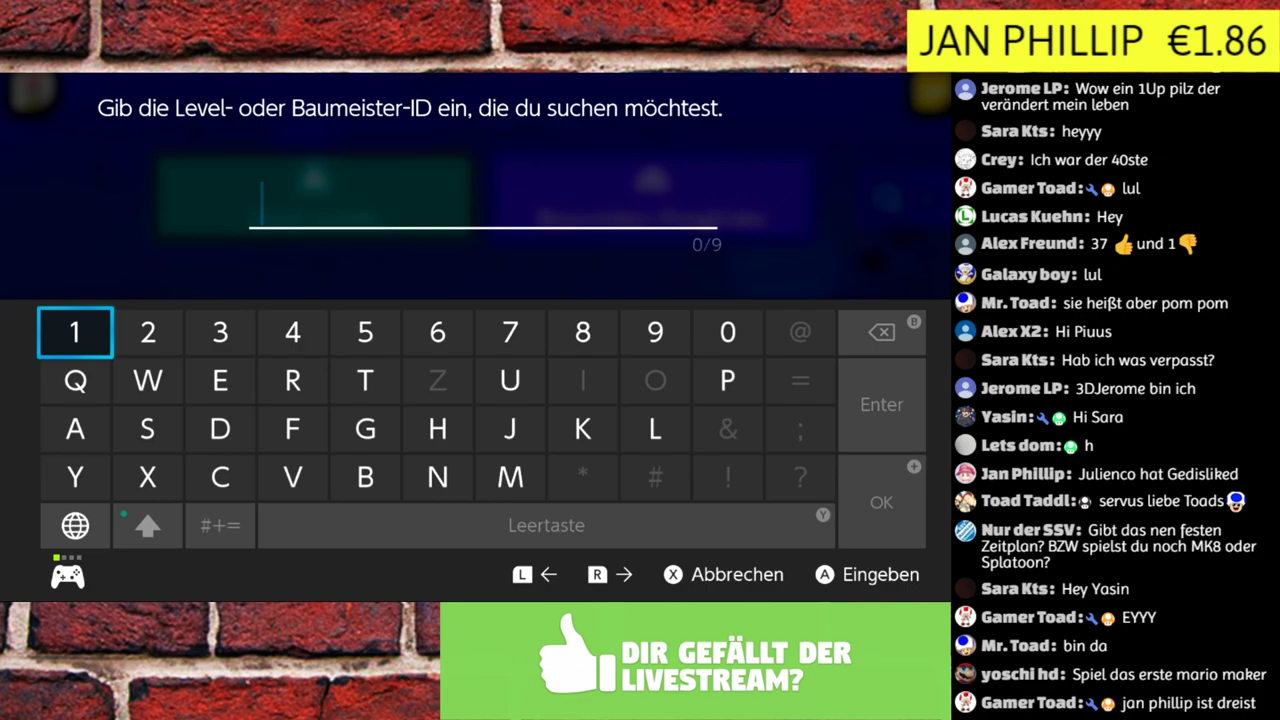 JAN PHILLIP €1.86
Gib die Level- oder Baumeister-ID ein, die du suchen möchtest.
0/9
1 2 3 4 5 6 7 8 9 0 @ B
Q W E R T Z U I O P = Enter
A S D F G H J K L & ;
Y X C V B N M * # ! ? + OK
#+= Leertaste Y
L ← R → X Abbrechen A Eingeben
DIR GEFÄLLT DER
LIVESTREAM?
Jerome LP: Wow ein 1Up pilz der
verändert mein leben
Sara Kts: heyyy
Crey: Ich war der 40ste
Gamer Toad: lul
Lucas Kuehn: Hey
Alex Freund: 37 👍und 1👎
Galaxy boy: lul
Mr. Toad: sie heißt aber pom pom
Alex X2: Hi Piuus
Sara Kts: Hab ich was verpasst?
Jerome LP: 3DJerome bin ich
Yasin: Hi Sara
Lets dom: h
Jan Phillip: Julienco hat Gedisliked
Toad Taddl: servus liebe Toads
Nur der SSV: Gibt das nen festen
Zeitplan? BZW spielst du noch MK8 oder
Splatoon?
Sara Kts: Hey Yasin
Gamer Toad: EYYY
Mr. Toad: bin da
yoschi hd: Spiel das erste mario maker
Gamer Toad: jan phillip ist dreist